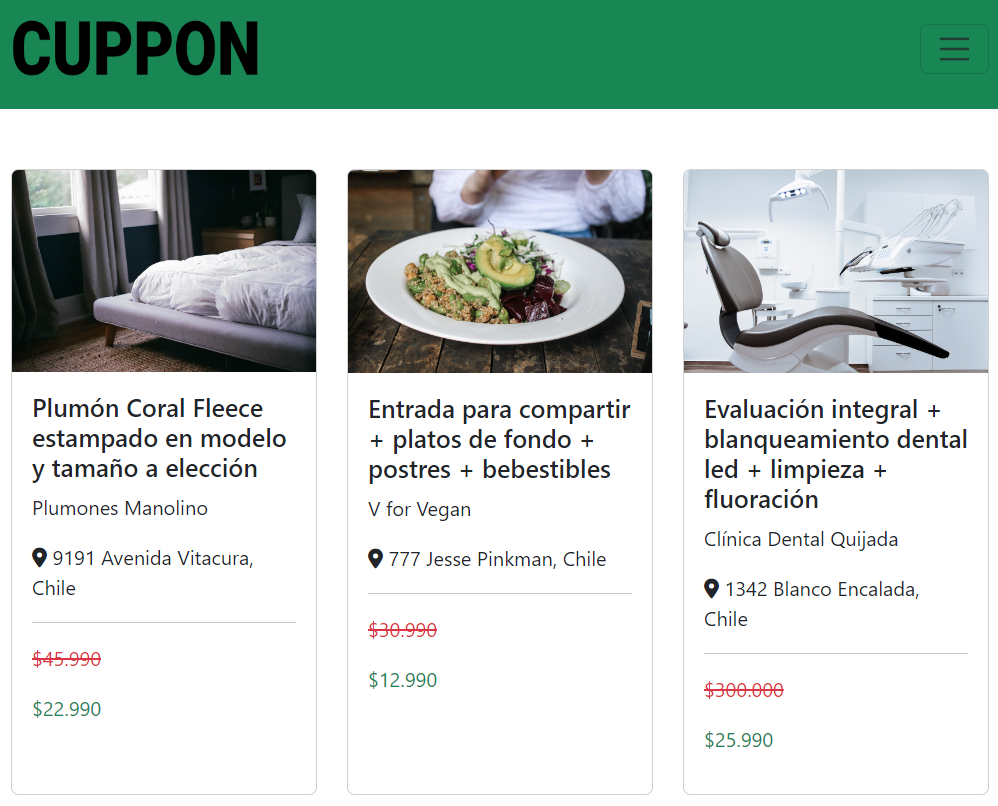 CUPPON
Plumón Coral Fleece
estampado en modelo
y tamaño a elección
Plumones Manolino
9191 Avenida Vitacura,
Chile
$45.990
$22.990
Entrada para compartir
+ platos de fondo +
postres + bebestibles
V for Vegan
777 Jesse Pinkman, Chile
$30.990
$12.990
Evaluación integral +
blanqueamiento dental
led + limpieza +
fluoración
Clínica Dental Quijada
1342 Blanco Encalada,
Chile
$300.000
$25.990